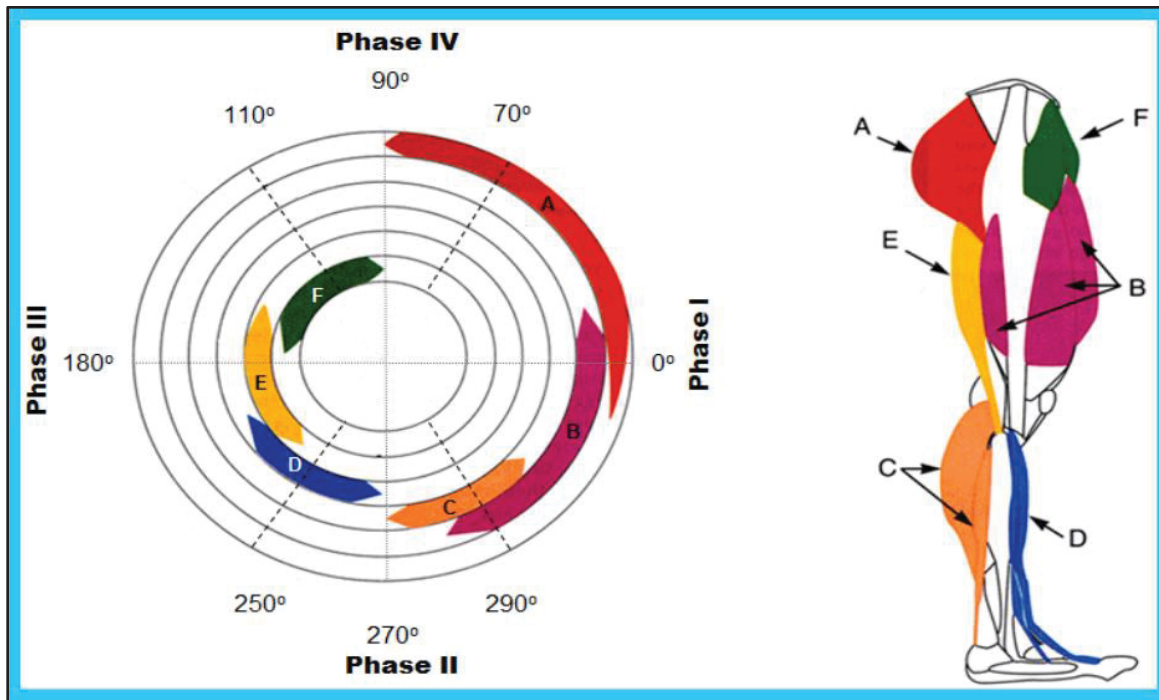 Phase IV
90º
110º
70º
A
F
E
D
C
B
Phase III
180º
0º
Phase I
250º
290º
270º
Phase II
A
F
E
B
C
D